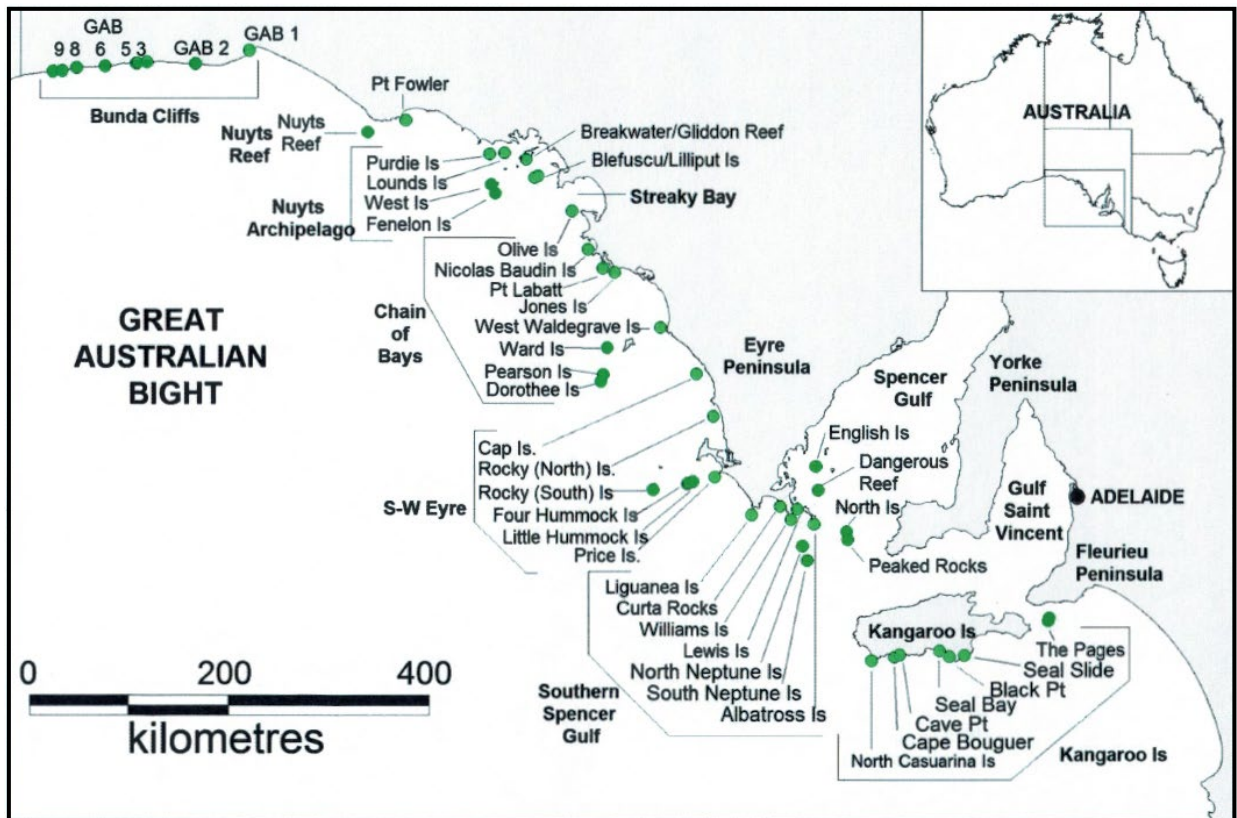 GAB
9 8 6 5 3
GAB 2
GAB 1
Bunda Cliffs
Pt Fowler
Nuyts
Reef
Nuyts
Reef
Breakwater/Gliddon Reef
Blefuscu/Lilliput Is
Purdie Is
Lounds Is
West Is
Fenelon Is
Nuyts
Archipelago
Streaky Bay
AUSTRALIA
Olive Is
Nicolas Baudin Is
Pt Labatt
Jones Is
West Waldegrave Is
Ward Is
Pearson Is
Dorothee Is
Chain
of
Bays
GREAT
AUSTRALIAN
BIGHT
Eyre
Peninsula
Spencer
Gulf
Yorke
Peninsula
English Is
Dangerous
Reef
North Is
Peaked Rocks
Gulf
Saint
Vincent
ADELAIDE
Fleurieu
Peninsula
Cap Is.
Rocky (North) Is.
Rocky (South) Is
Four Hummock Is
Little Hummock Is
Price Is.
S-W Eyre
Liguanea Is
Curta Rocks
Williams Is
Lewis Is
North Neptune Is
South Neptune Is
Albatross Is
Southern
Spencer
Gulf
Kangaroo Is
The Pages
Seal Slide
Black Pt
Seal Bay
Cave Pt
Cape Bouguer
North Casuarina Is
Kangaroo Is
0 200 400
kilometres